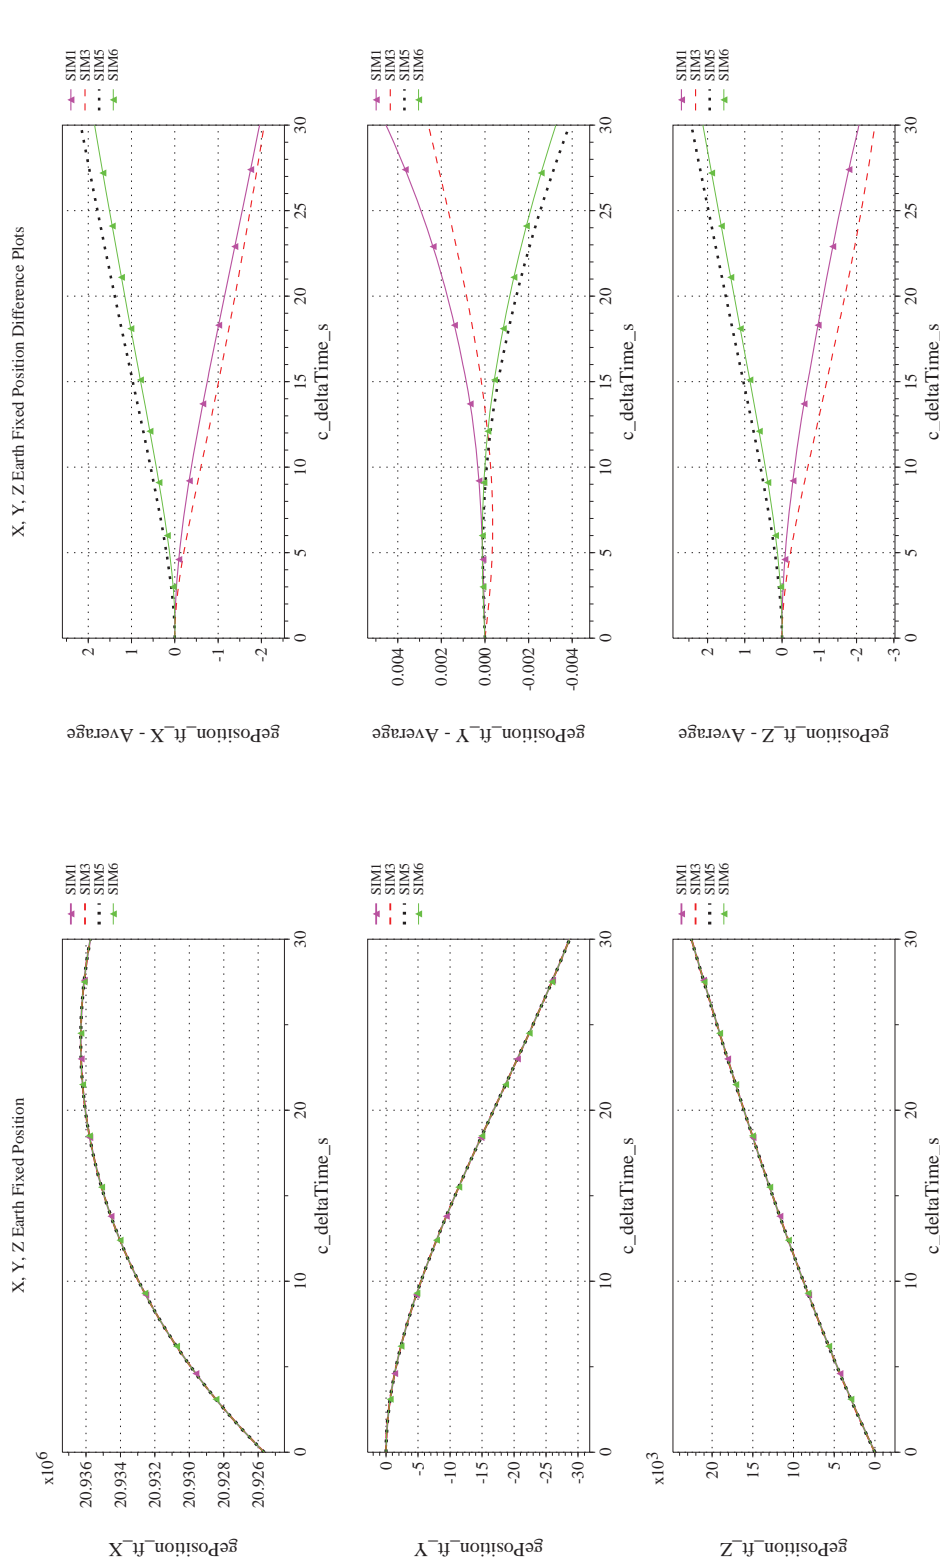 X, Y, Z Earth Fixed Position
x10^6
20.936
20.934
20.932
20.930
20.928
20.926
gePosition_ft_X
0
10
20
30
c_deltaTime_s
SIM1
SIM3
SIM5
SIM6
0
-5
-10
-15
-20
-25
-30
gePosition_ft_Y
0
10
20
30
c_deltaTime_s
SIM1
SIM3
SIM5
SIM6
x10^3
20
15
10
5
0
gePosition_ft_Z
0
10
20
30
c_deltaTime_s
SIM1
SIM3
SIM5
SIM6
X, Y, Z Earth Fixed Position Difference Plots
2
1
0
-1
-2
gePosition_ft_X - Average
0
5
10
15
20
25
30
c_deltaTime_s
SIM1
SIM3
SIM5
SIM6
0.004
0.002
0.000
-0.002
-0.004
gePosition_ft_Y - Average
0
5
10
15
20
25
30
c_deltaTime_s
SIM1
SIM3
SIM5
SIM6
2
1
0
-1
-2
-3
gePosition_ft_Z - Average
0
5
10
15
20
25
30
c_deltaTime_s
SIM1
SIM3
SIM5
SIM6